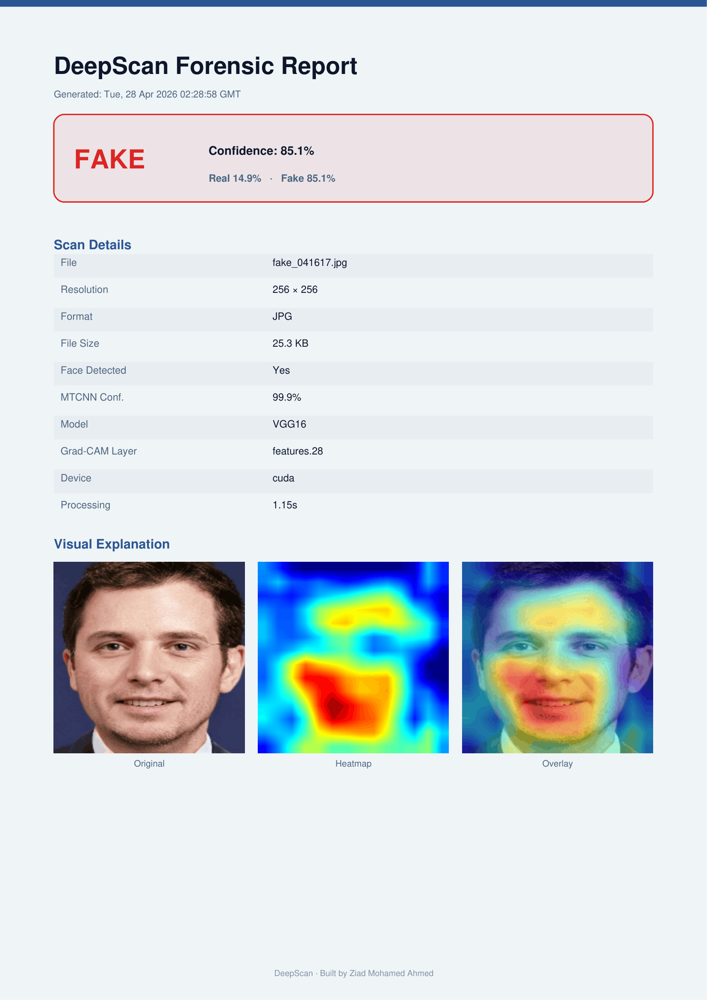 DeepScan Forensic Report
Generated: Tue, 28 Apr 2026 02:28:58 GMT
FAKE
Confidence: 85.1%
Real 14.9% · Fake 85.1%
Scan Details
File fake_041617.jpg
Resolution 256 × 256
Format JPG
File Size 25.3 KB
Face Detected Yes
MTCNN Conf. 99.9%
Model VGG16
Grad-CAM Layer features.28
Device cuda
Processing 1.15s
Visual Explanation
Original Heatmap Overlay
DeepScan · Built by Ziad Mohamed Ahmed